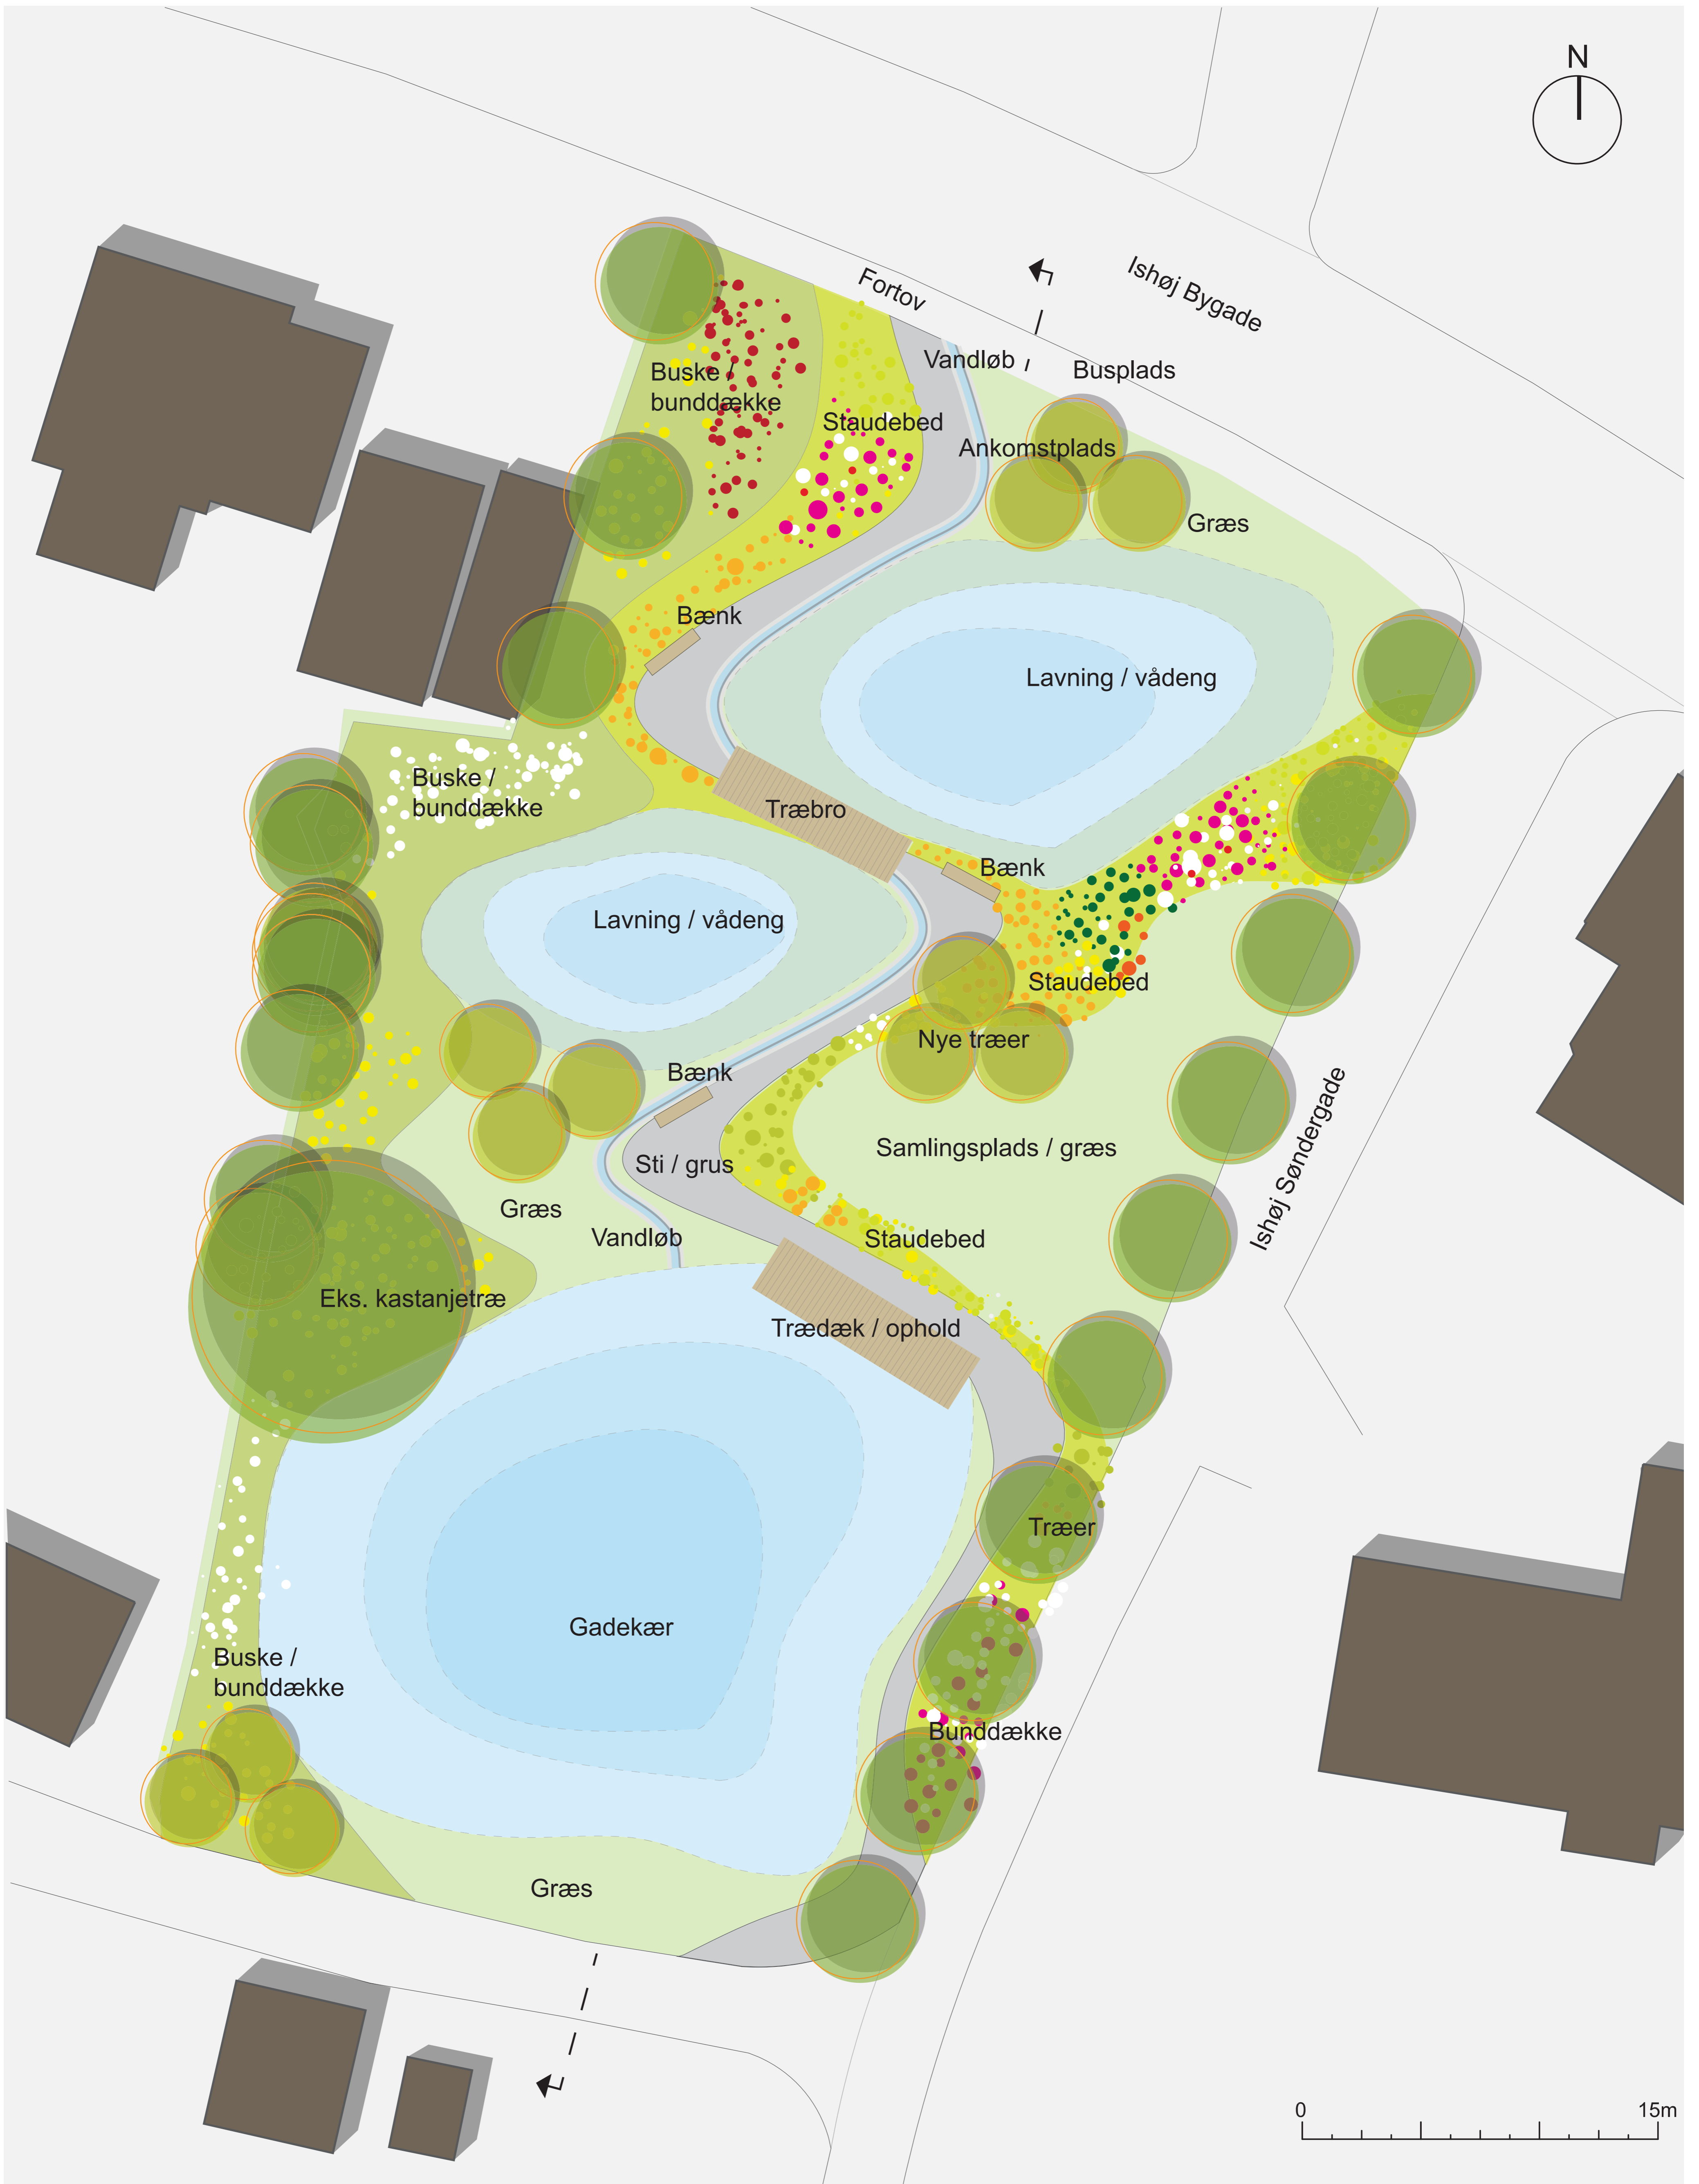 N
Ishøj Bygade
Fortov
Vandløb
Busplads
Buske /
bunddække
Staudebed
Ankomstplads
Græs
Bænk
Lavning / vådeng
Buske /
bunddække
Træbro
Bænk
Lavning / vådeng
Staudebed
Nye træer
Bænk
Samlingsplads / græs
Sti / grus
Ishøj Søndergade
Græs
Vandløb
Staudebed
Eks. kastanjetræ
Trædæk / ophold
Træer
Gadekær
Buske /
bunddække
Bunddække
Græs
0 15m